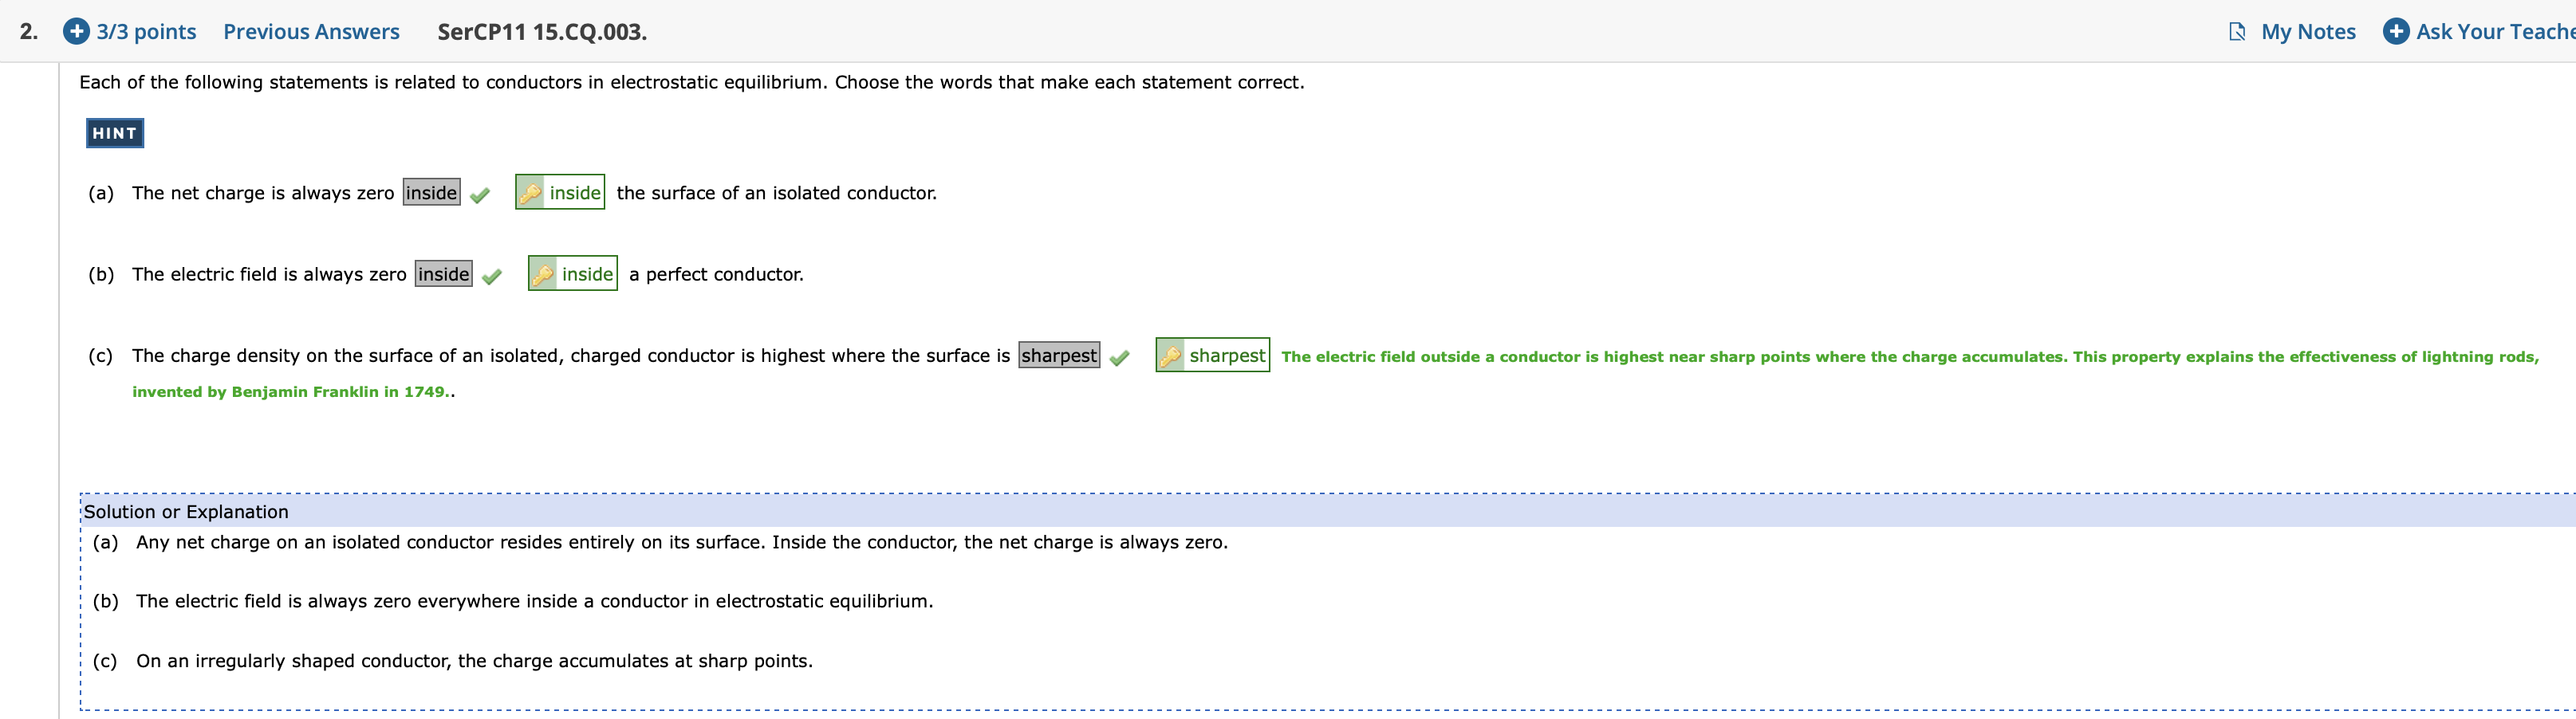 2. 3/3 points Previous Answers SerCP11 15.CQ.003. My Notes Ask Your Teache
Each of the following statements is related to conductors in electrostatic equilibrium. Choose the words that make each statement correct.
HINT
(a) The net charge is always zero inside inside the surface of an isolated conductor.
(b) The electric field is always zero inside inside a perfect conductor.
(c) The charge density on the surface of an isolated, charged conductor is highest where the surface is sharpest sharpest The electric field outside a conductor is highest near sharp points where the charge accumulates. This property explains the effectiveness of lightning rods,
invented by Benjamin Franklin in 1749..
Solution or Explanation
(a) Any net charge on an isolated conductor resides entirely on its surface. Inside the conductor, the net charge is always zero.
(b) The electric field is always zero everywhere inside a conductor in electrostatic equilibrium.
(c) On an irregularly shaped conductor, the charge accumulates at sharp points.